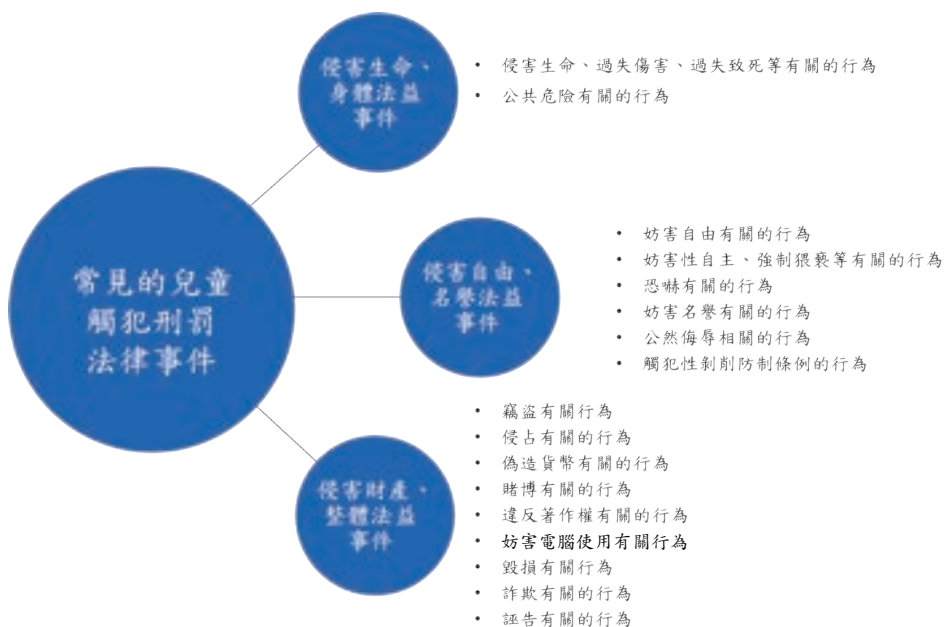 常見的兒童
觸犯刑罰
法律事件
侵害生命、
身體法益
事件
• 侵害生命、過失傷害、過失致死等有關的行為
• 公共危險有關的行為
侵害自由、
名譽法益
事件
• 妨害自由有關的行為
• 妨害性自主、強制猥褻等有關的行為
• 恐嚇有關的行為
• 妨害名譽有關的行為
• 公然侮辱相關的行為
• 觸犯性剝削防制條例的行為
侵害財產、
整體法益
事件
• 竊盜有關行為
• 侵占有關的行為
• 偽造貨幣有關的行為
• 賭博有關的行為
• 違反著作權有關的行為
• 妨害電腦使用有關行為
• 毀損有關行為
• 詐欺有關的行為
• 誣告有關的行為